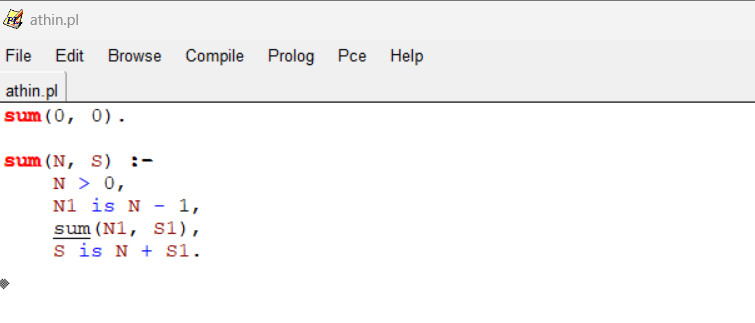 athin.pl
File Edit Browse Compile Prolog Pce Help
athin.pl
sum(0, 0).
sum(N, S) :-
    N > 0,
    N1 is N - 1,
    sum(N1, S1),
    S is N + S1.